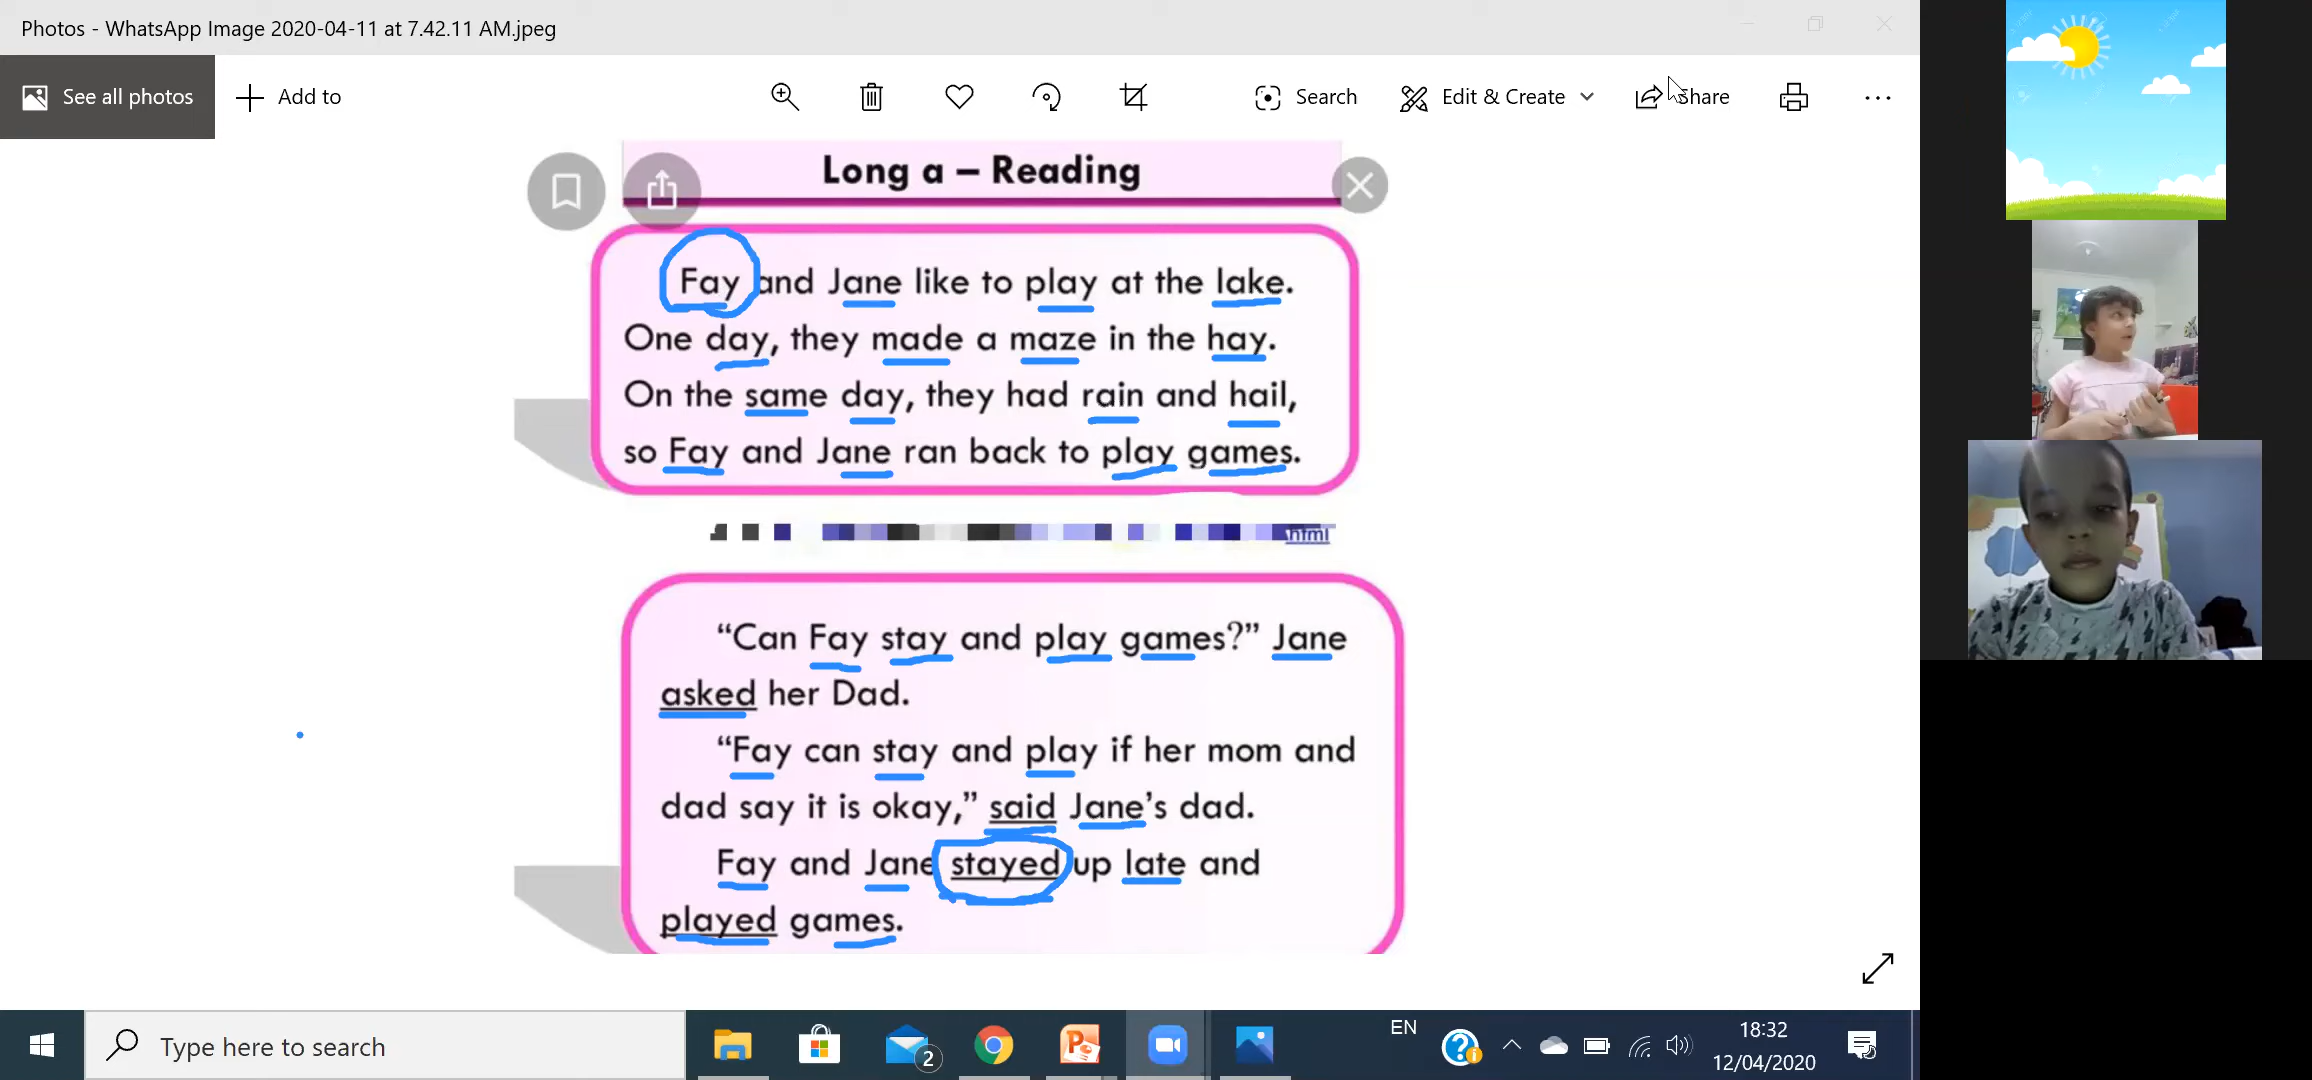 Photos - WhatsApp Image 2020-04-11 at 7.42.11 AM.jpeg
See all photos
Add to
Search
Edit & Create
Share
Long a – Reading
Fay and Jane like to play at the lake.
One day, they made a maze in the hay.
On the same day, they had rain and hail,
so Fay and Jane ran back to play games.
html
“Can Fay stay and play games?” Jane
asked her Dad.
“Fay can stay and play if her mom and
dad say it is okay,” said Jane’s dad.
Fay and Jane stayed up late and
played games.
Type here to search
2
EN
18:32
12/04/2020